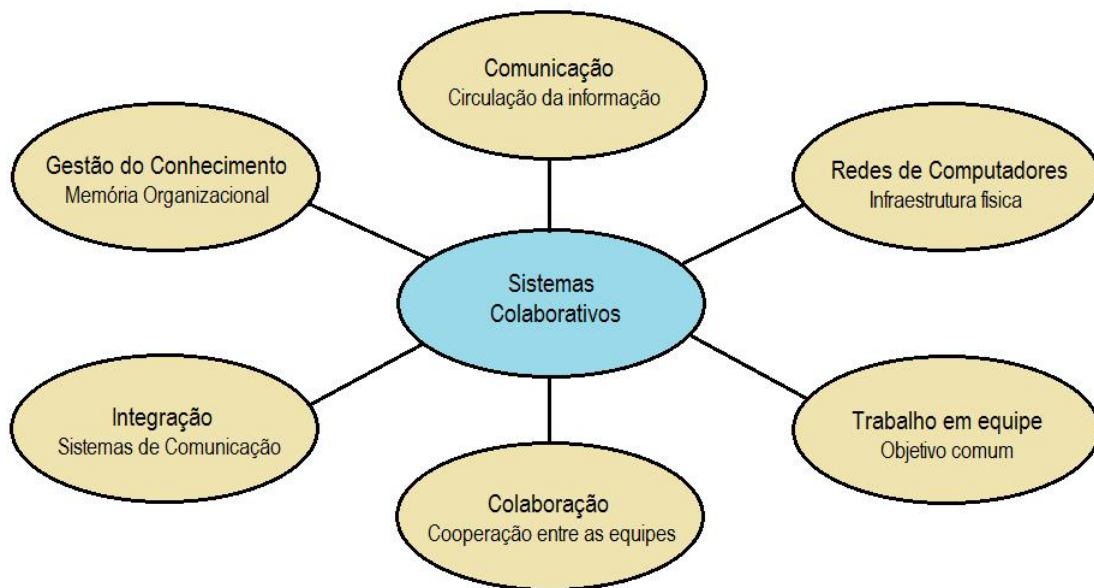 Comunicação
Circulação da informação
Gestão do Conhecimento
Memória Organizacional
Redes de Computadores
Infraestrutura física
Sistemas
Colaborativos
Integração
Sistemas de Comunicação
Trabalho em equipe
Objetivo comum
Colaboração
Cooperação entre as equipes